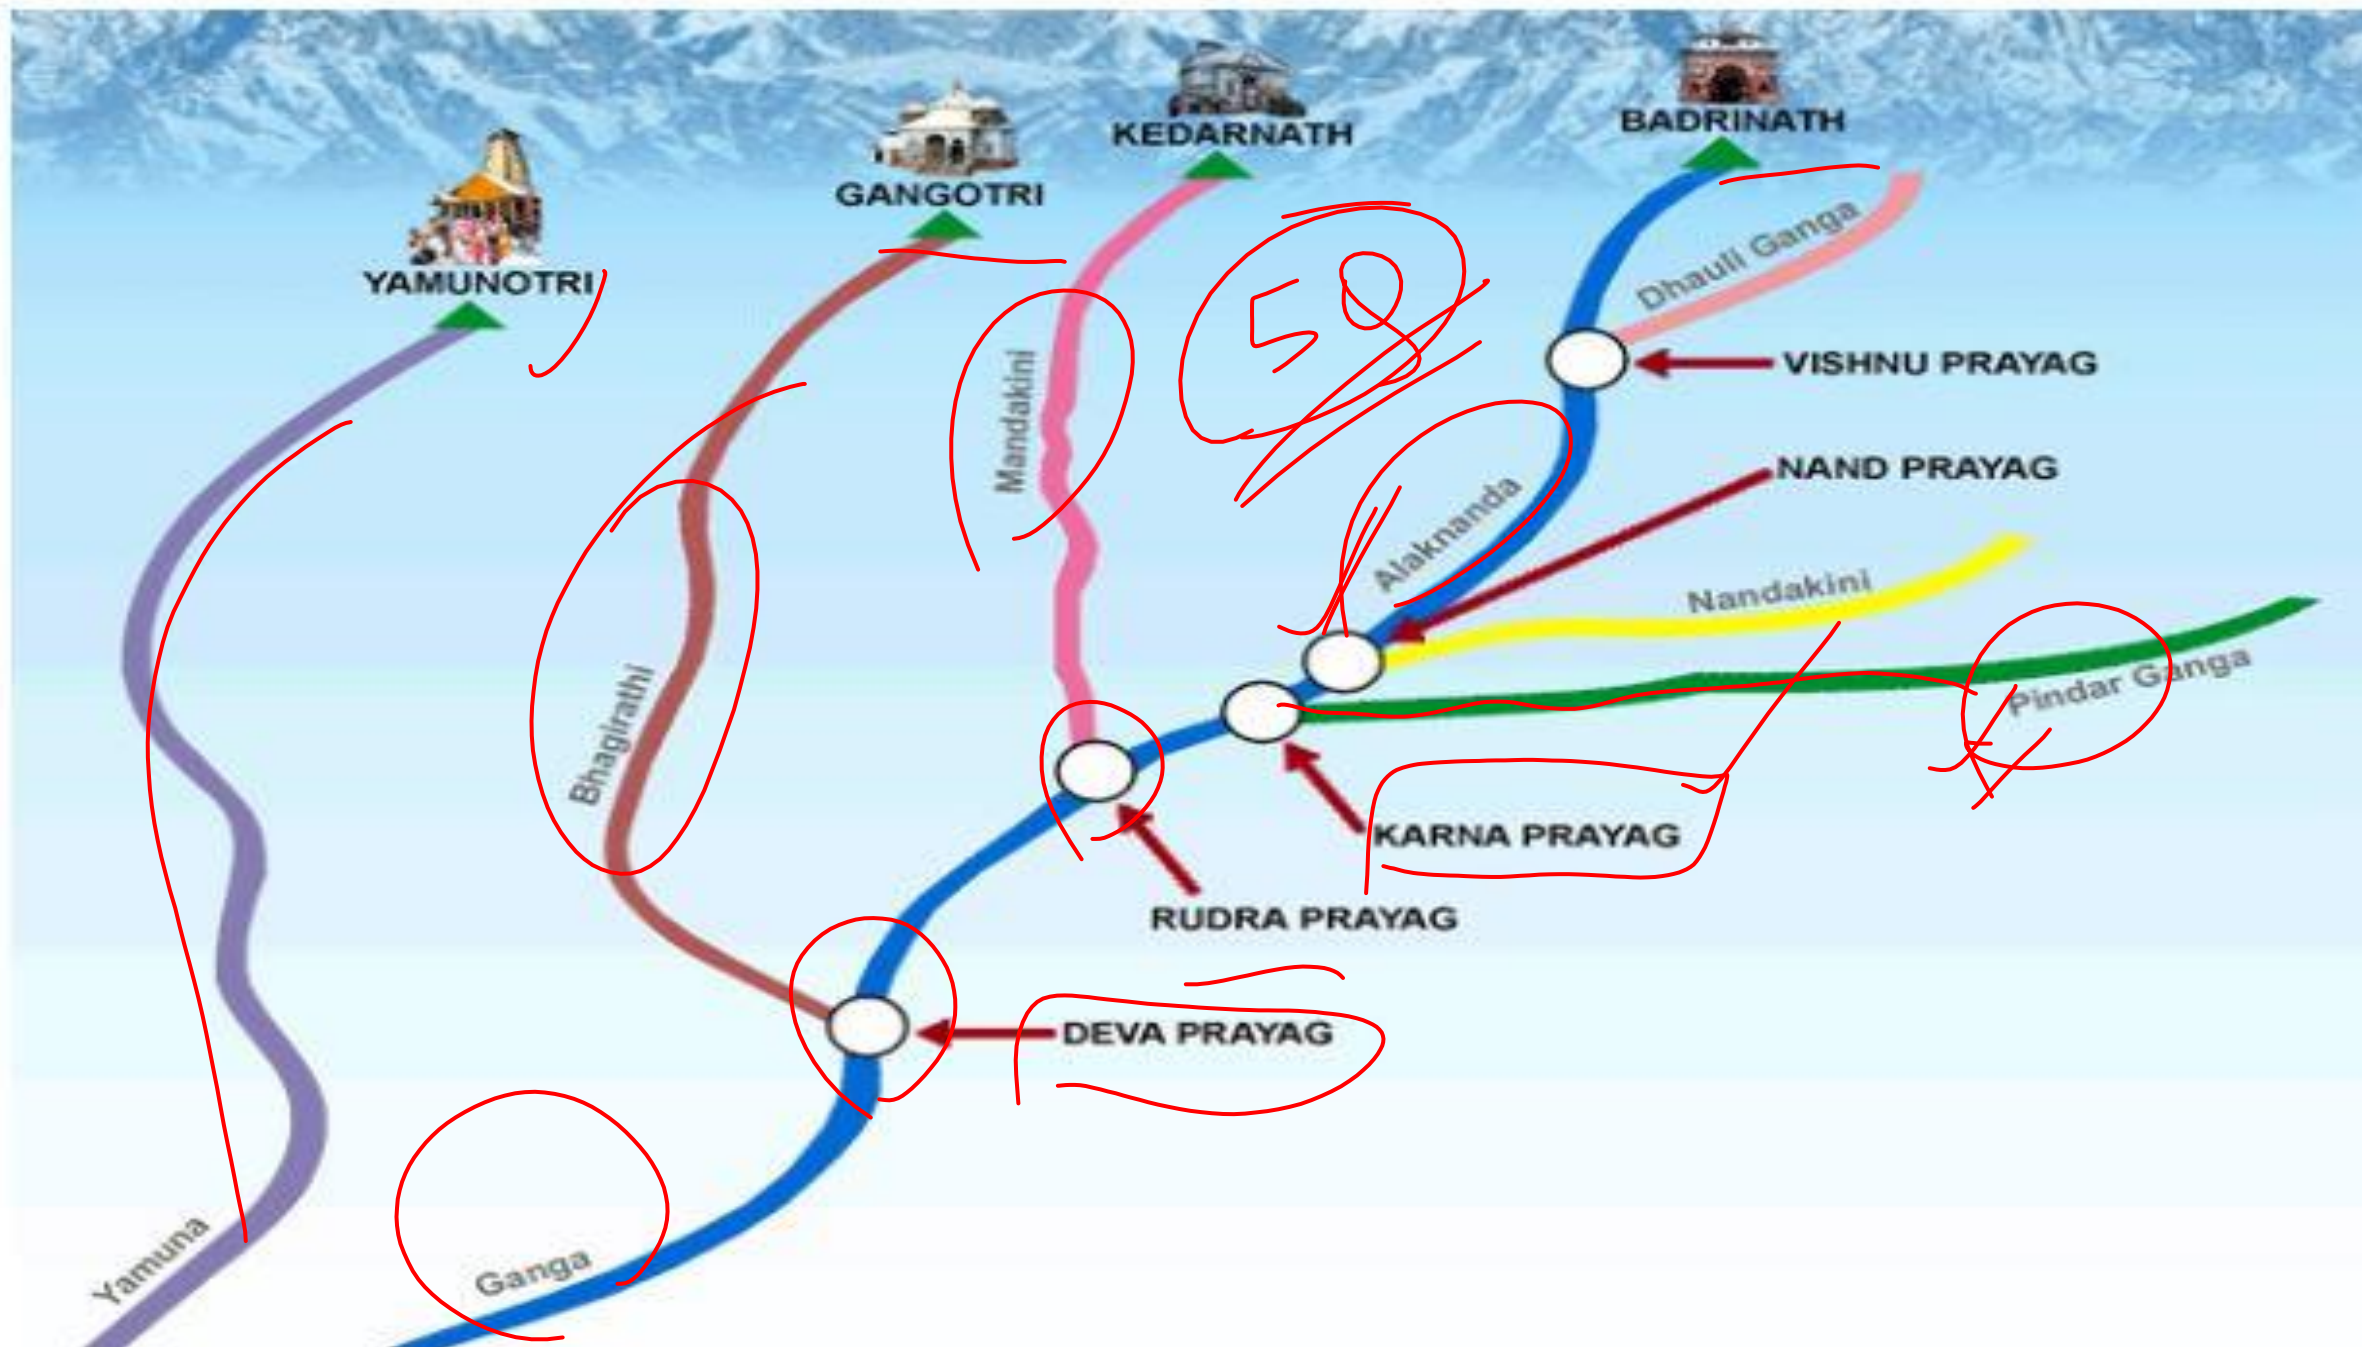 BADRINATH
KEDARNATH
GANGOTRI
YAMUNOTRI
Dhauli Ganga
VISHNU PRAYAG
Mandakini
NAND PRAYAG
Alaknanda
Nandakini
Pindar Ganga
Bhagirathi
KARNA PRAYAG
RUDRA PRAYAG
DEVA PRAYAG
Yamuna
Ganga